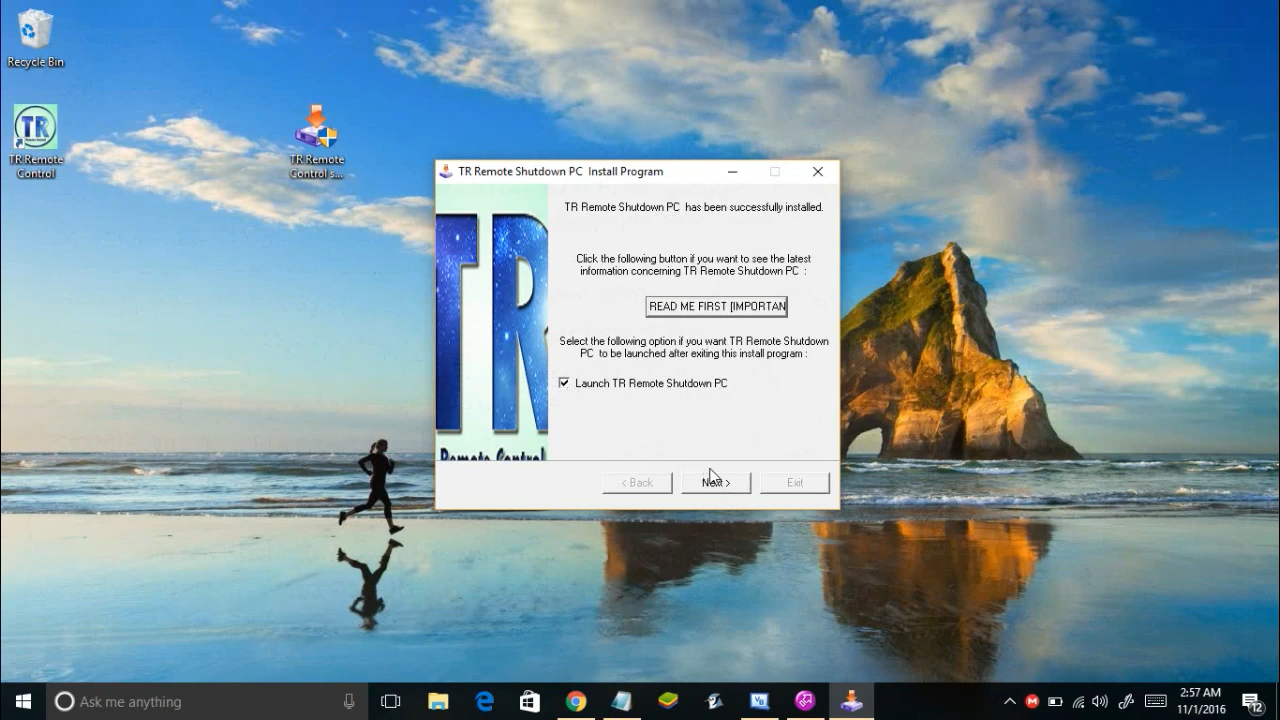 Recycle Bin
TR
TR Remote
Control
TR Remote
Control s...
TR Remote Shutdown PC Install Program
TR
Remote Control
TR Remote Shutdown PC has been successfully installed.
Click the following button if you want to see the latest
information concerning TR Remote Shutdown PC :
READ ME FIRST [IMPORTAN
Select the following option if you want TR Remote Shutdown
PC to be launched after exiting this install program :
Launch TR Remote Shutdown PC
< Back
Next >
Exit
Ask me anything
2:57 AM
11/1/2016
12